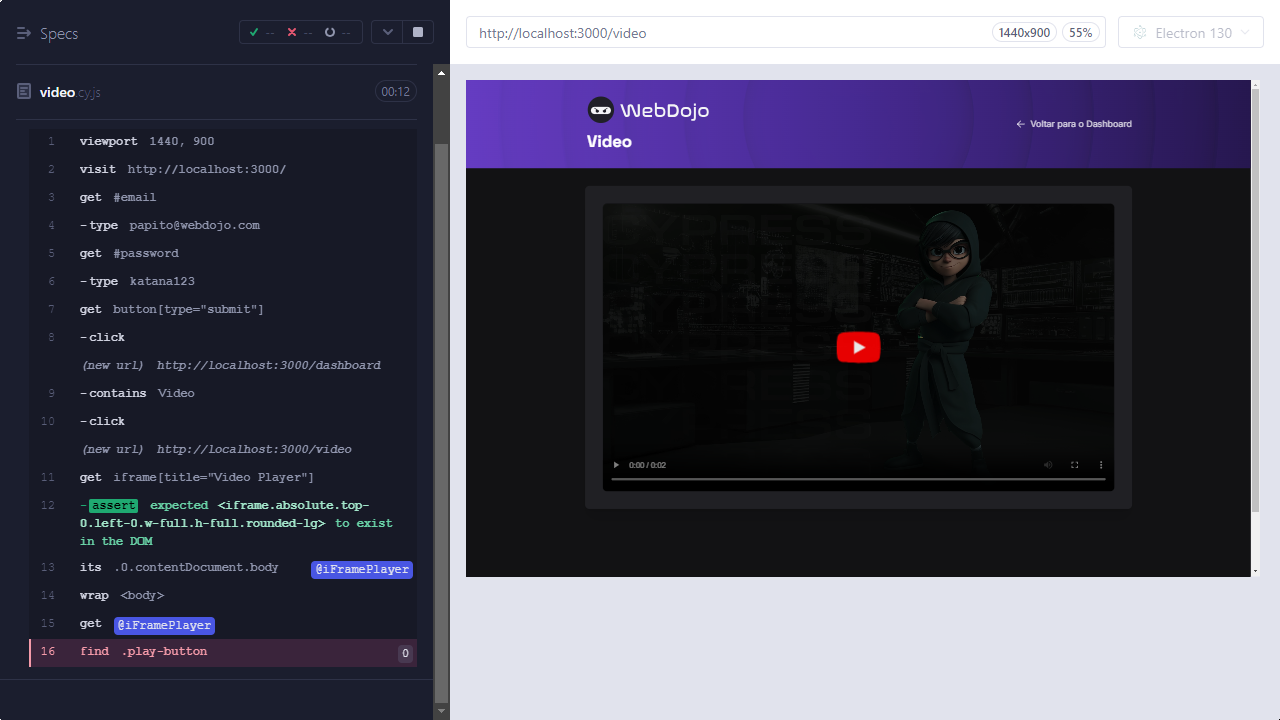 Specs
-- -- --
video.cy.js
00:12
1 viewport 1440, 900
2 visit http://localhost:3000/
3 get #email
4 -type papito@webdojo.com
5 get #password
6 -type katana123
7 get button[type="submit"]
8 -click
(new url) http://localhost:3000/dashboard
9 -contains Video
10 -click
(new url) http://localhost:3000/video
11 get iframe[title="Video Player"]
12 -assert expected <iframe.absolute.top-
0.left-0.w-full.h-full.rounded-lg> to exist
in the DOM
13 its .0.contentDocument.body @iFramePlayer
14 wrap <body>
15 get @iFramePlayer
16 find .play-button 0
http://localhost:3000/video
1440x900
55%
Electron 130
WebDojo
Video
← Voltar para o Dashboard
CYPRESS
CYPRESS
CYPRESS
CYPRESS
0:00 / 0:02